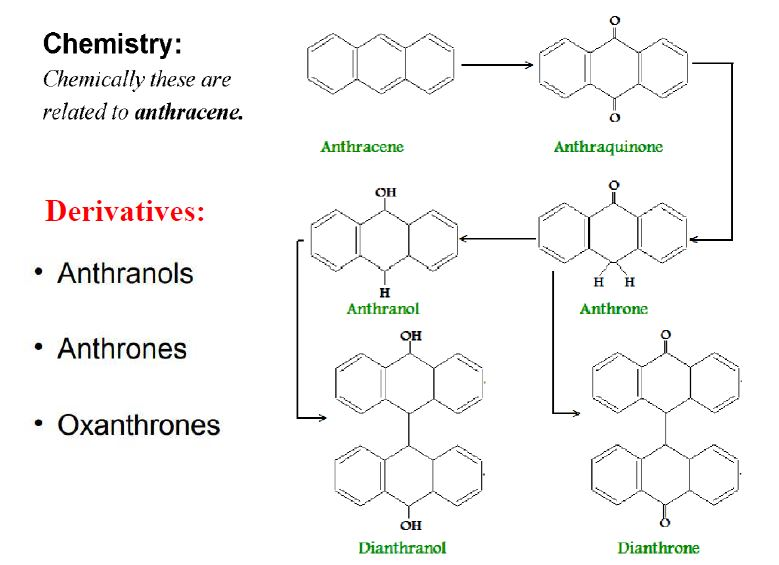 Chemistry:
Chemically these are
related to anthracene.
Derivatives:
• Anthranols
• Anthrones
• Oxanthrones
O
O
Anthracene
Anthraquinone
OH
H
Anthranol
O
H H
Anthrone
OH
OH
Dianthranol
O
O
Dianthrone